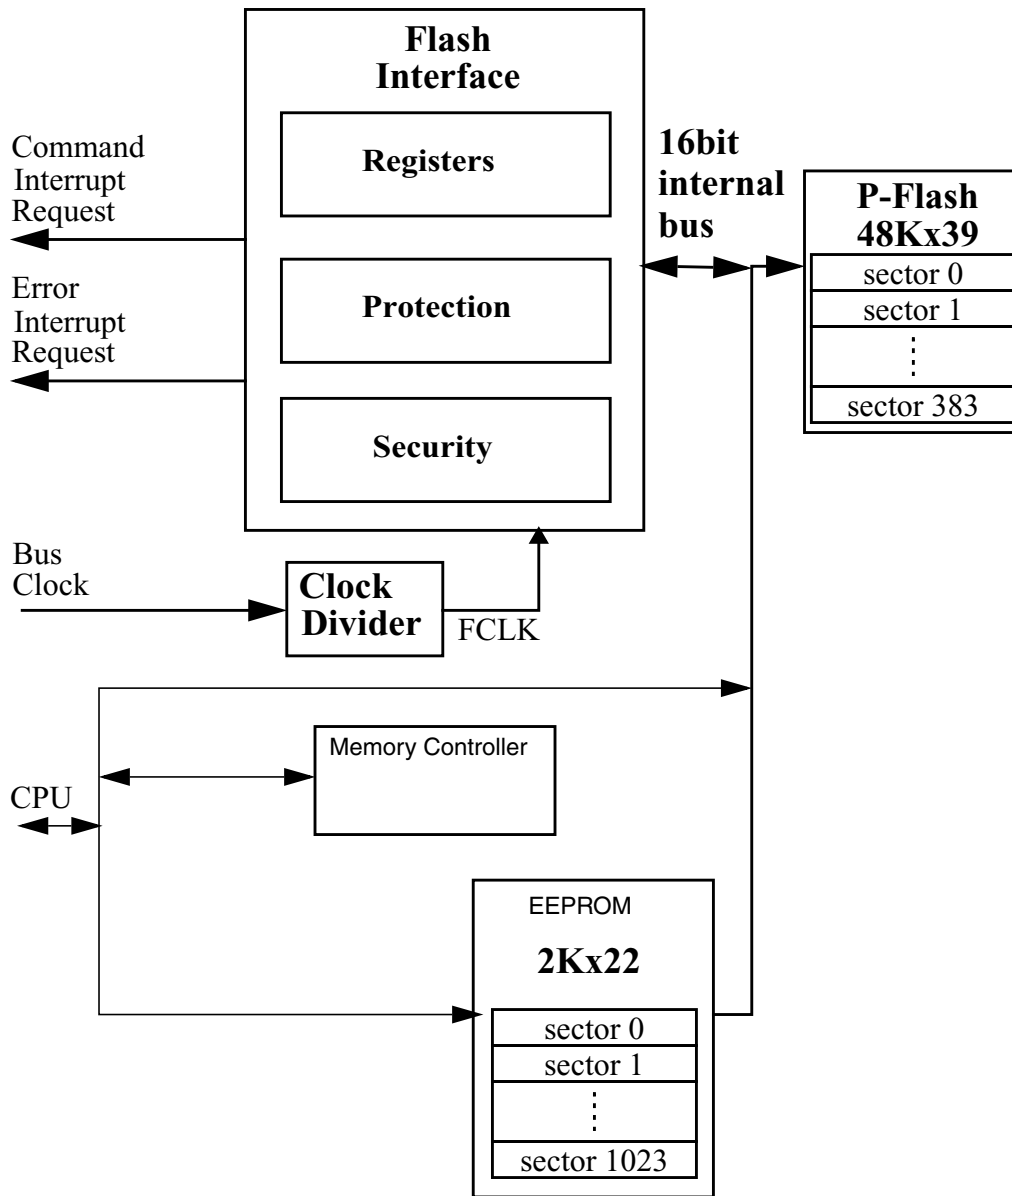 Flash
Interface
Registers
Protection
Security
Command
Interrupt
Request
Error
Interrupt
Request
16bit
internal
bus
P-Flash
48Kx39
sector 0
sector 1
sector 383
Bus
Clock
Clock
Divider
FCLK
Memory Controller
CPU
EEPROM
2Kx22
sector 0
sector 1
sector 1023